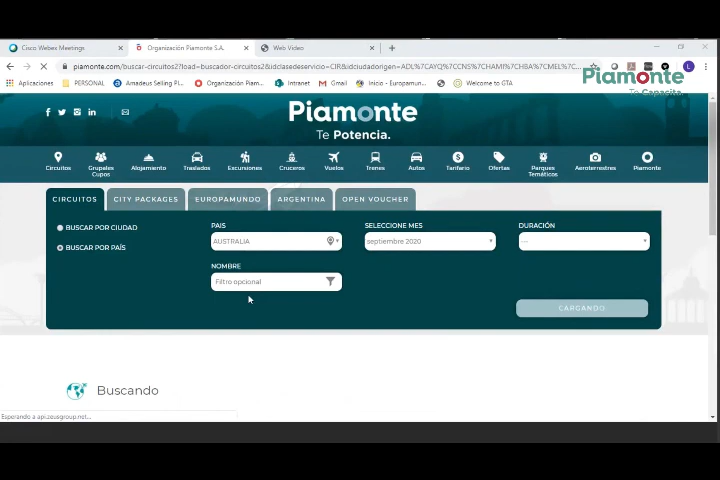 Cisco Webex Meetings
Organización Piamonte S.A.
Web Video
piamonte.com/buscar-circuitos2?load=buscador-circuitos2&idclasedeservicio=CIR&idciudadorigen=ADL%7CAYQ%7CCNS%7CHAMI%7CHBA%7CMEL%7C...
L
Aplicaciones
PERSONAL
Amadeus Selling Pl...
Organización Piam...
Intranet
Gmail
Inicio - Europamun...
Welcome to GTA
Piamonte
Te Capacita.
Piamonte
Te Potencia.
Circuitos
Grupales Cupos
Alojamiento
Traslados
Excursiones
Cruceros
Vuelos
Trenes
Autos
Tarifario
Ofertas
Parques Temáticos
Aeroterrestres
Piamonte
CIRCUITOS
CITY PACKAGES
EUROPAMUNDO
ARGENTINA
OPEN VOUCHER
BUSCAR POR CIUDAD
BUSCAR POR PAÍS
PAIS
AUSTRALIA
SELECCIONE MES
septiembre 2020
DURACIÓN
---
NOMBRE
Filtro opcional
CARGANDO
Buscando
Esperando a api.zeusgroup.net...